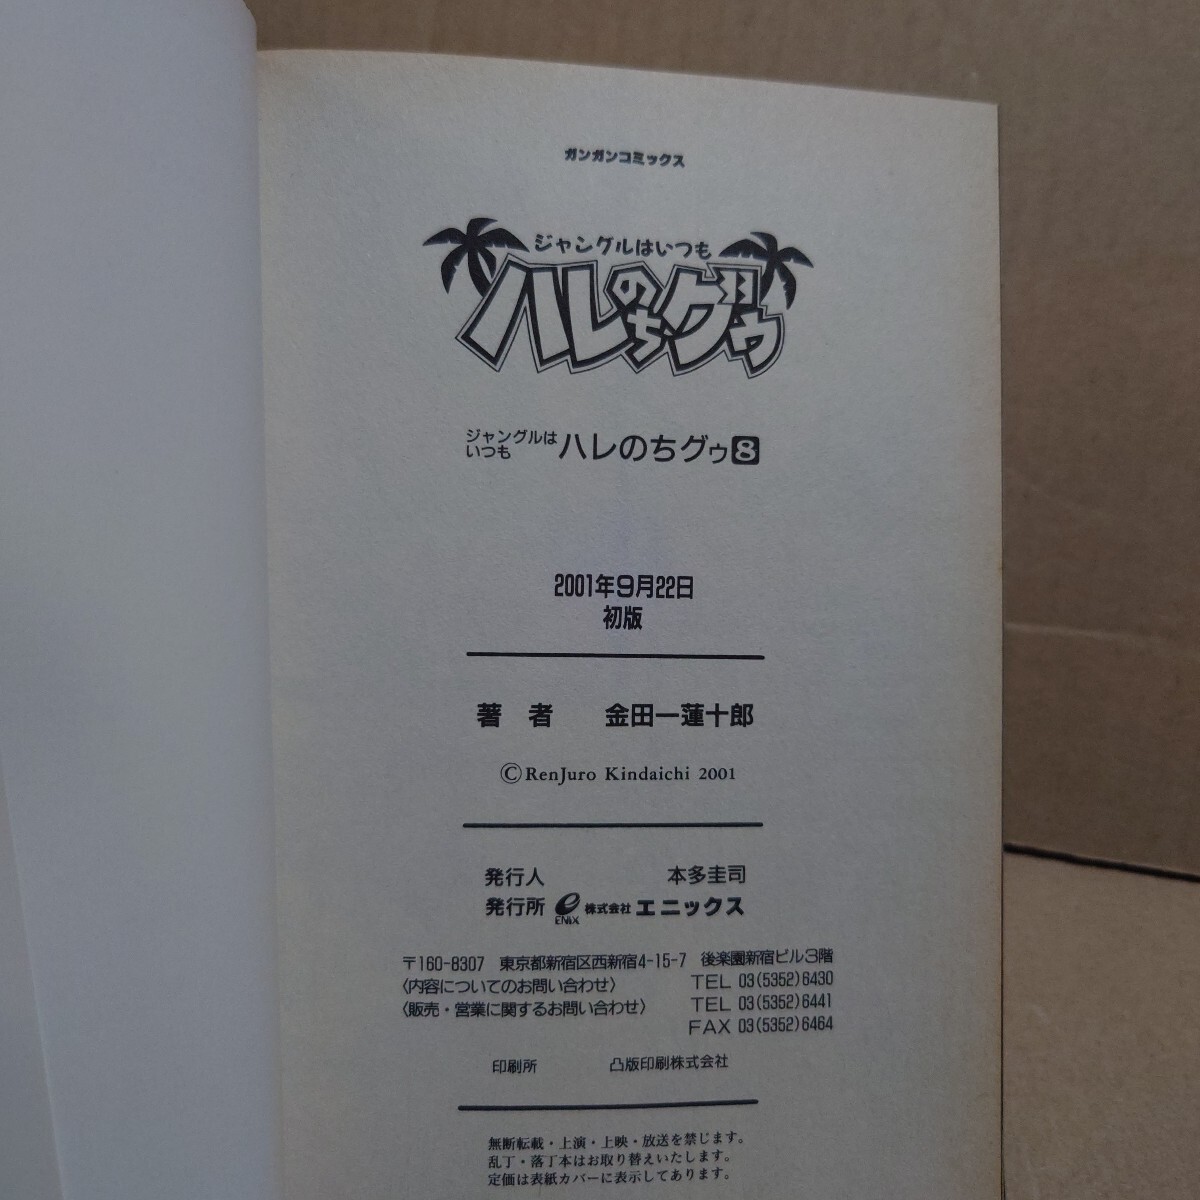 ガンガンコミックス
ジャングルはいつも
ハレのちグゥ
ジャングルは
いつも
ハレのちグゥ8
2001年9月22日
初版
著 者 金田一蓮十郎
©RenJuro Kindaichi 2001
発行人 本多圭司
発行所 ENIX 株式会社 エニックス
〒160-8307 東京都新宿区西新宿4-15-7 後楽園新宿ビル3階
〈内容についてのお問い合わせ〉 TEL 03(5352)6430
〈販売・営業に関するお問い合わせ〉 TEL 03(5352)6441
FAX 03(5352)6464
印刷所 凸版印刷株式会社
無断転載・上演・上映・放送を禁じます。
乱丁・落丁本はお取り替えいたします。
定価は表紙カバーに表示してあります。